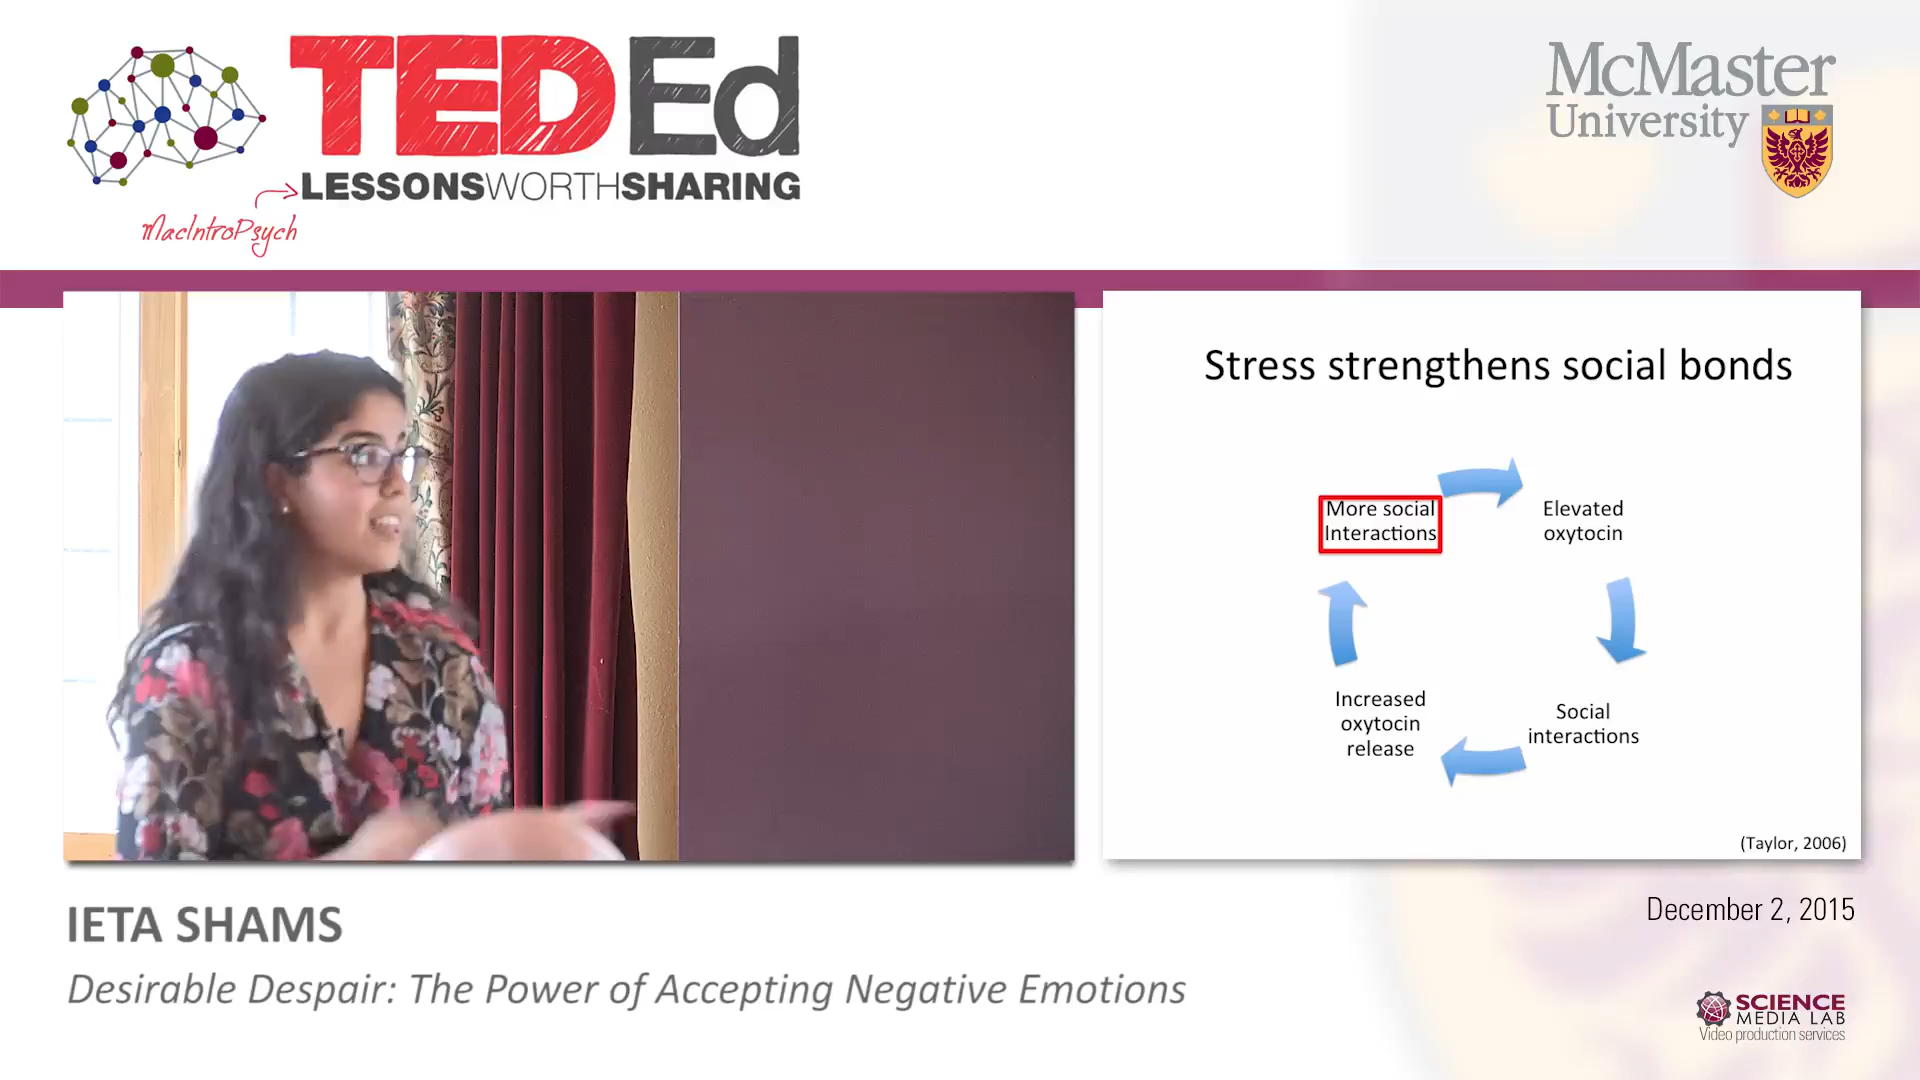 TED Ed
LESSONSWORTHSHARING
MacIntroPsych
McMaster
University
Stress strengthens social bonds
More social
Interactions
Elevated
oxytocin
Increased
oxytocin
release
Social
interactions
(Taylor, 2006)
IETA SHAMS
Desirable Despair: The Power of Accepting Negative Emotions
December 2, 2015
SCIENCE
MEDIA LAB
Video production services